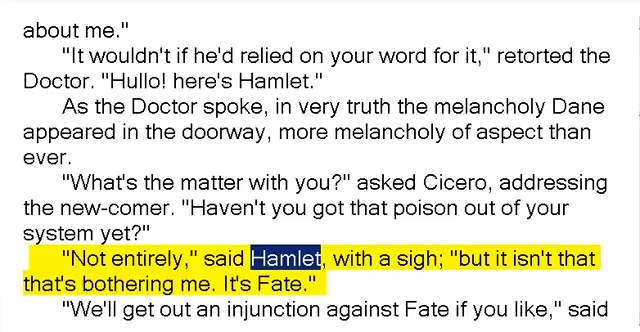 about me."
"It wouldn't if he'd relied on your word for it," retorted the
Doctor. "Hullo! here's Hamlet."
As the Doctor spoke, in very truth the melancholy Dane
appeared in the doorway, more melancholy of aspect than
ever.
"What's the matter with you?" asked Cicero, addressing
the new-comer. "Haven't you got that poison out of your
system yet?"
"Not entirely," said Hamlet, with a sigh; "but it isn't that
that's bothering me. It's Fate."
"We'll get out an injunction against Fate if you like," said